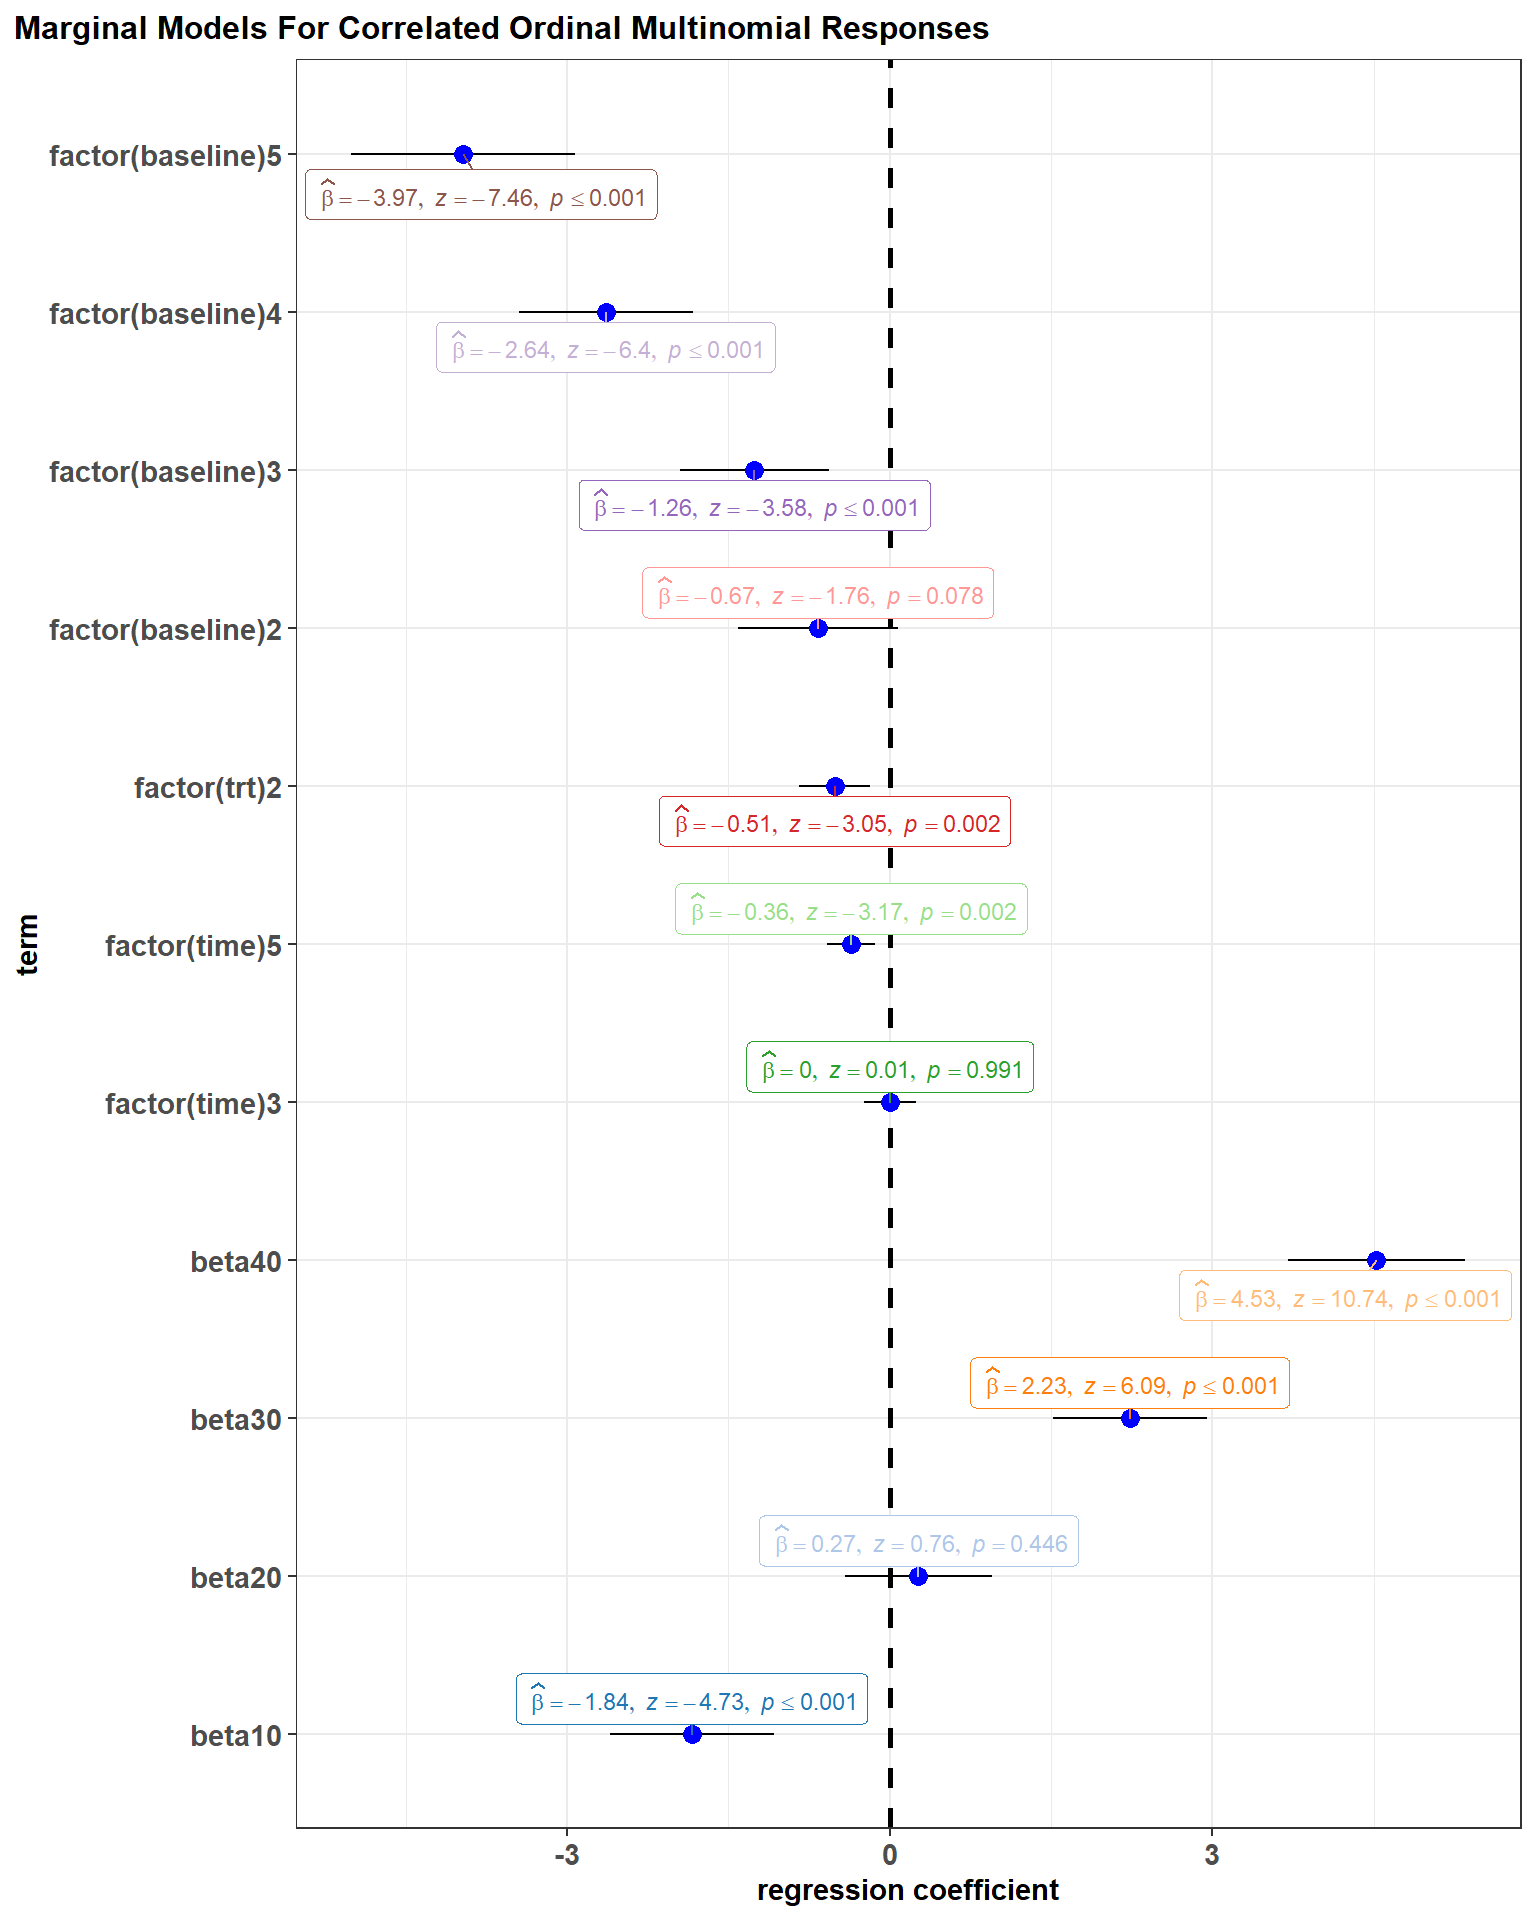 Marginal Models For Correlated Ordinal Multinomial Responses
factor(baseline)5
β̂ = −3.97, z = −7.46, p ≤ 0.001
factor(baseline)4
β̂ = −2.64, z = −6.4, p ≤ 0.001
factor(baseline)3
β̂ = −1.26, z = −3.58, p ≤ 0.001
β̂ = −0.67, z = −1.76, p = 0.078
factor(baseline)2
factor(trt)2
β̂ = −0.51, z = −3.05, p = 0.002
β̂ = −0.36, z = −3.17, p = 0.002
factor(time)5
term
β̂ = 0, z = 0.01, p = 0.991
factor(time)3
beta40
β̂ = 4.53, z = 10.74, p ≤ 0.001
β̂ = 2.23, z = 6.09, p ≤ 0.001
beta30
β̂ = 0.27, z = 0.76, p = 0.446
beta20
β̂ = −1.84, z = −4.73, p ≤ 0.001
beta10
-3 0 3
regression coefficient